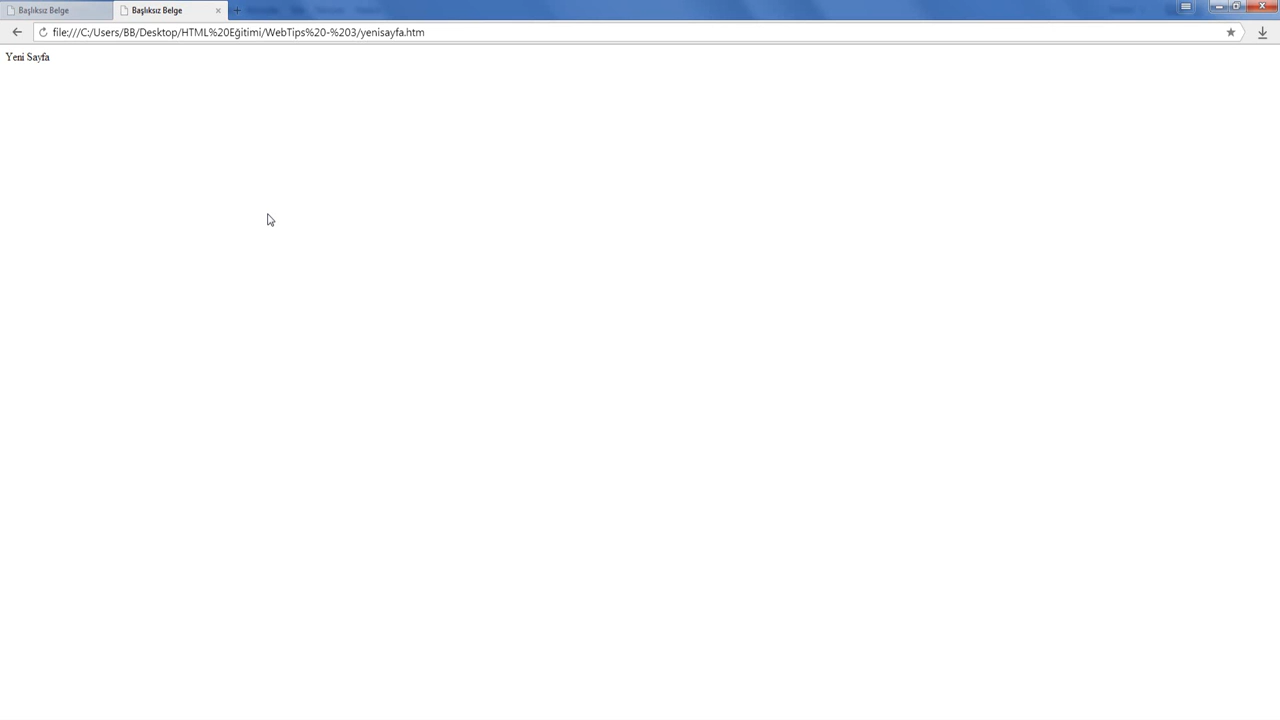 Başlıksız Belge
Başlıksız Belge
file:///C:/Users/BB/Desktop/HTML%20Eğitimi/WebTips%20-%203/yenisayfa.htm
Yeni Sayfa